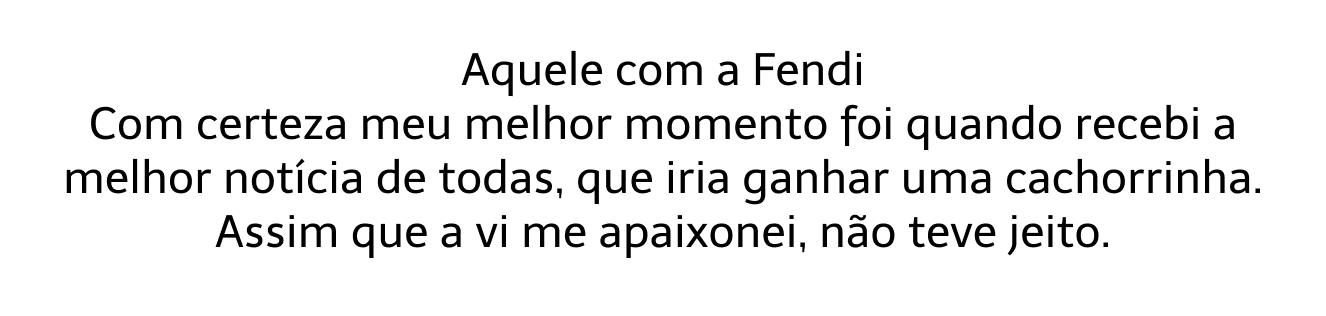 Aquele com a Fendi
Com certeza meu melhor momento foi quando recebi a
melhor notícia de todas, que iria ganhar uma cachorrinha.
Assim que a vi me apaixonei, não teve jeito.